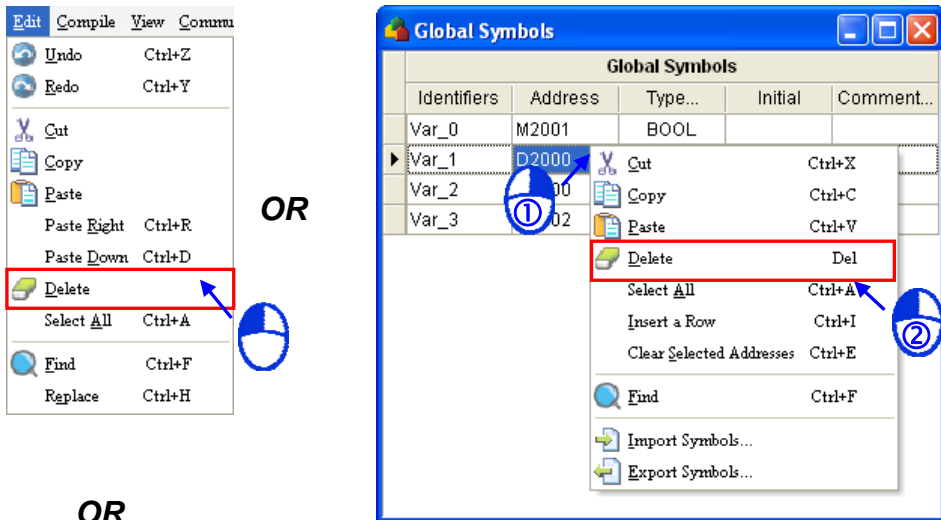 Edit Compile View
Undo Ctrl+Z
Redo Ctrl+Y
Cut
Copy
Paste
Paste Right Ctrl+R
Paste Down Ctrl+D
Delete
Select All Ctrl+A
Find Ctrl+F
Replace Ctrl+H
OR
OR
Global Symbols
Global Symbols
Identifiers Address Type... Initial Comment...
Var_0 M2001 BOOL
Var_1 D2000
Var_2
Var_3
①
Cut Ctrl+X
Copy Ctrl+C
Paste Ctrl+V
Delete Del
Select All Ctrl+A
Insert a Row Ctrl+I
Clear Selected Addresses Ctrl+E
Find Ctrl+F
Import Symbols...
Export Symbols...
②